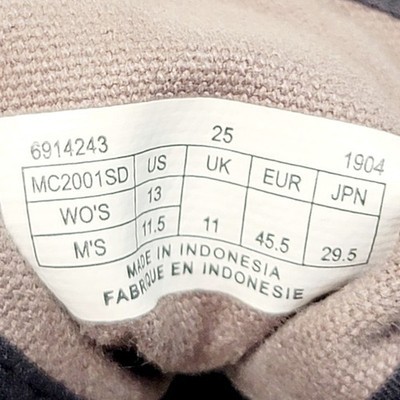 6914243 25 1904
MC2001SD US UK EUR JPN
WO'S 13
M'S 11.5 11 45.5 29.5
MADE IN INDONESIA
FABRIQUE EN INDONESIE